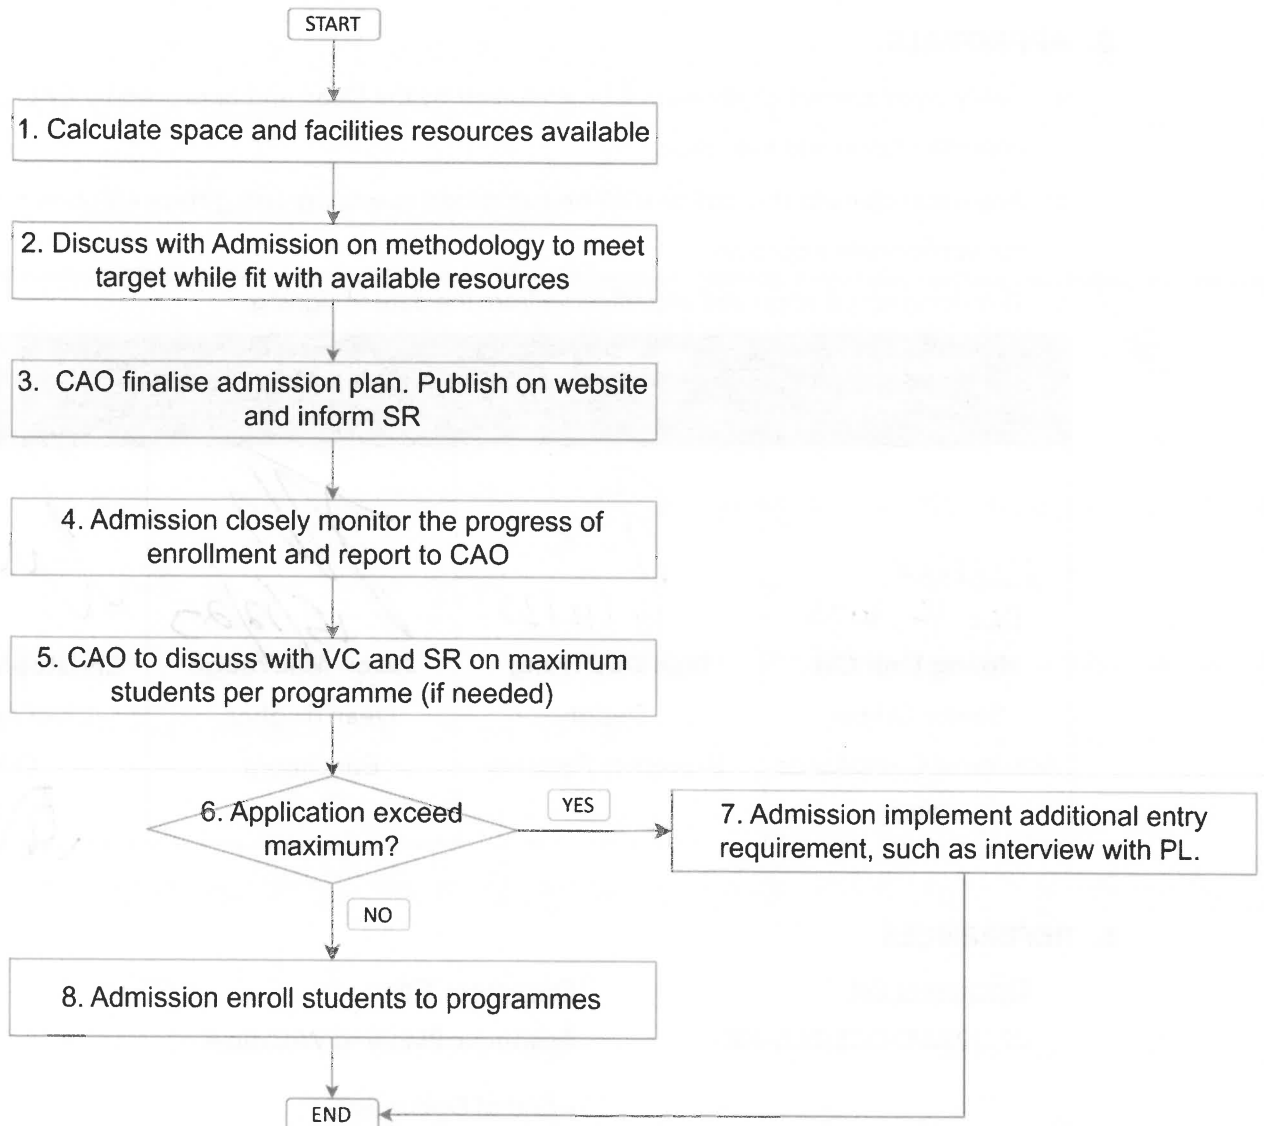 START
1. Calculate space and facilities resources available
2. Discuss with Admission on methodology to meet
target while fit with available resources
3. CAO finalise admission plan. Publish on website
and inform SR
4. Admission closely monitor the progress of
enrollment and report to CAO
5. CAO to discuss with VC and SR on maximum
students per programme (if needed)
6. Application exceed
maximum?
YES
7. Admission implement additional entry
requirement, such as interview with PL.
NO
8. Admission enroll students to programmes
END